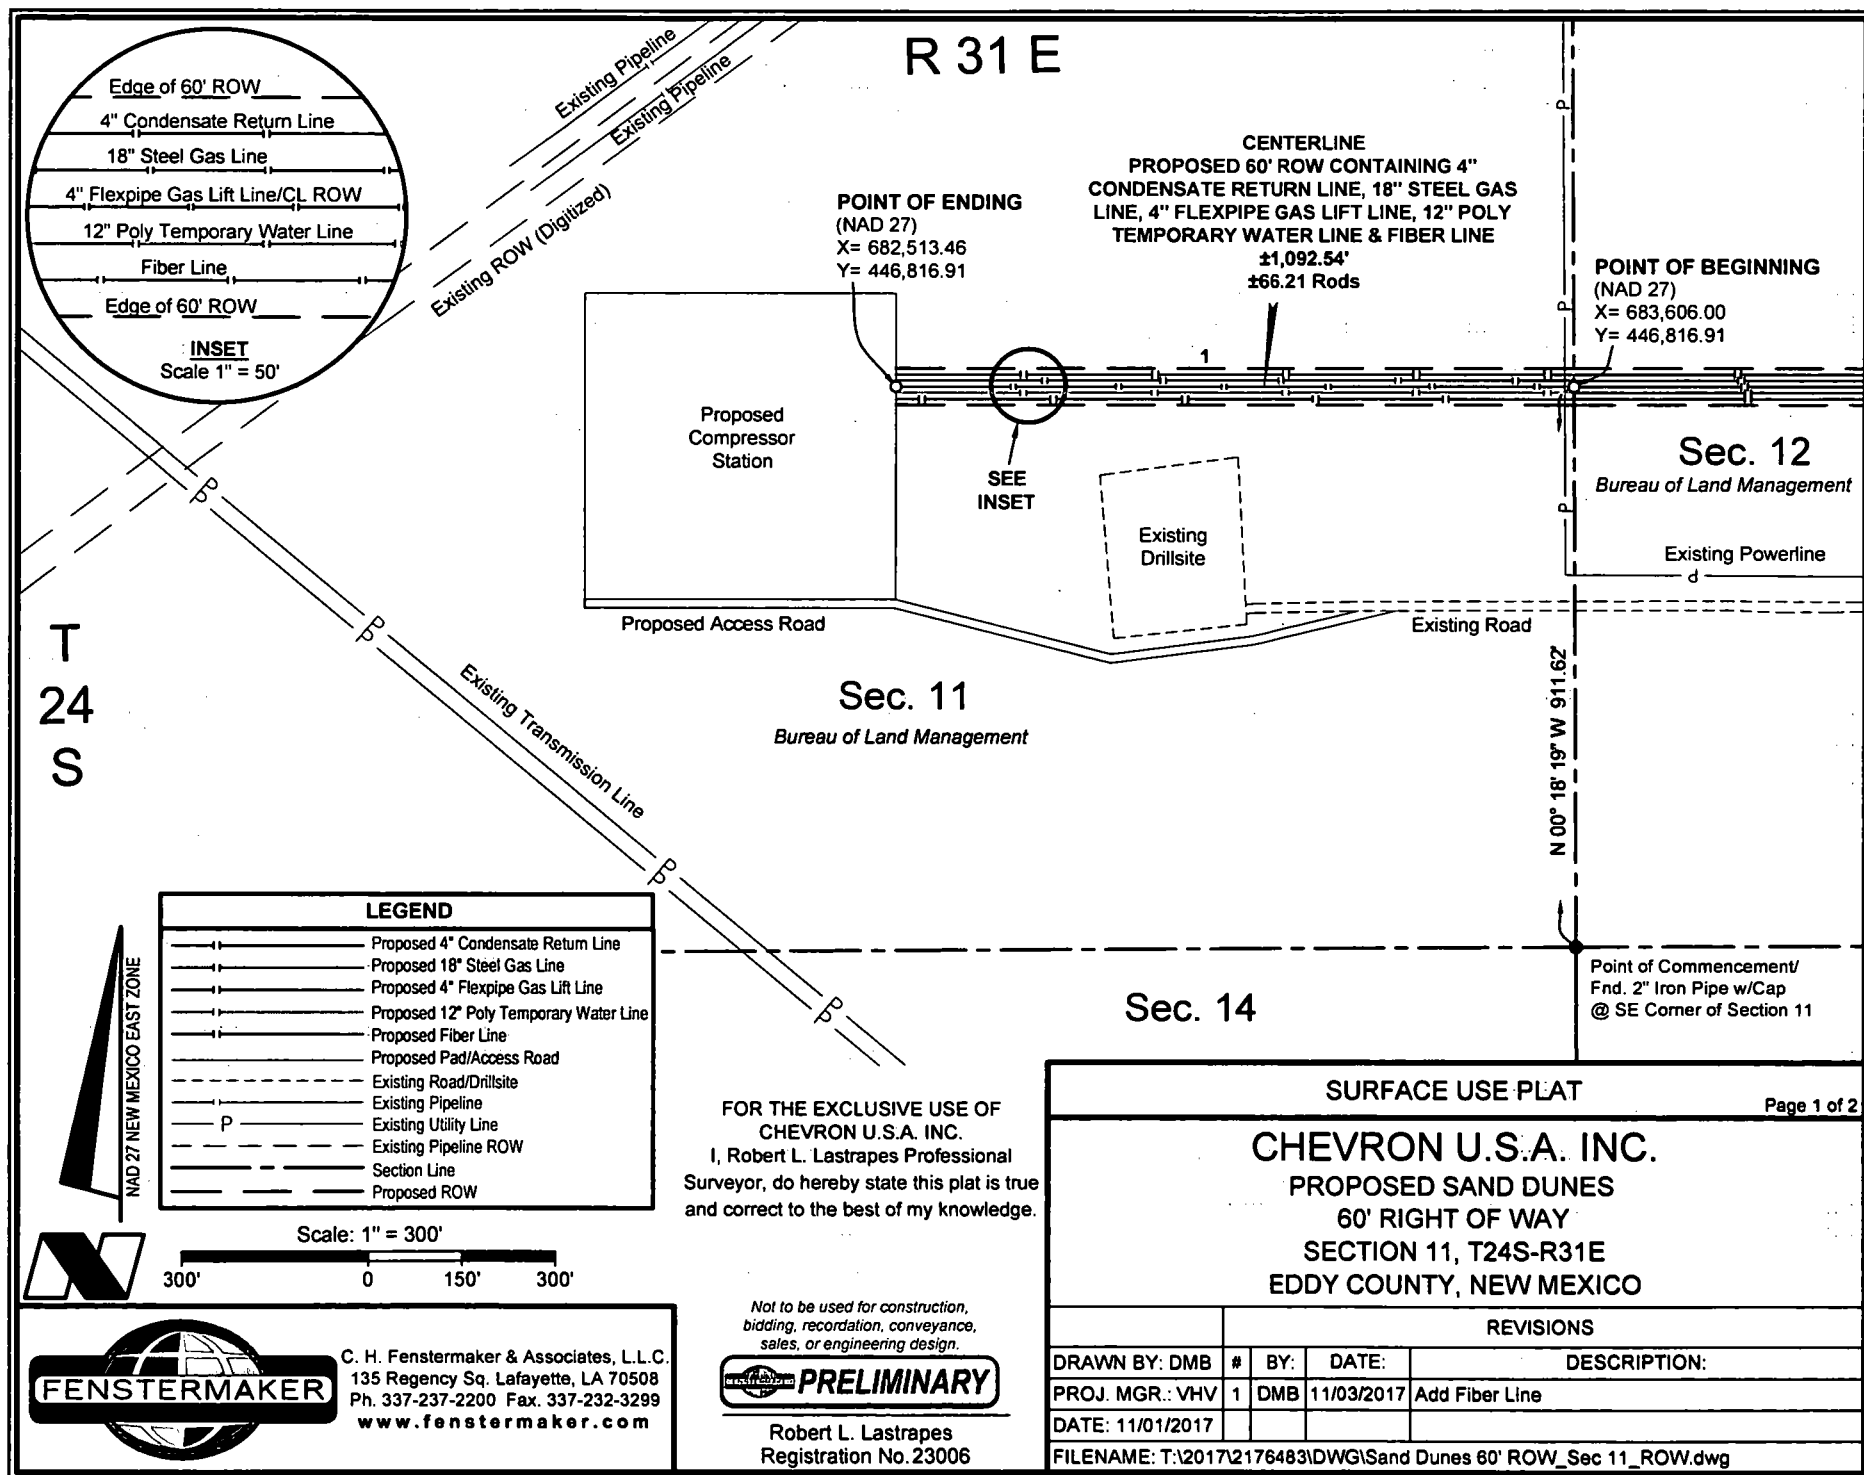 R 31 E
Edge of 60' ROW
4" Condensate Return Line
18" Steel Gas Line
4" Flexpipe Gas Lift Line/CL ROW
12" Poly Temporary Water Line
Fiber Line
Edge of 60' ROW
INSET
Scale 1" = 50'
Existing Pipeline
Existing Pipeline
Existing ROW (Digitized)
POINT OF ENDING
(NAD 27)
X= 682,513.46
Y= 446,816.91
CENTERLINE
PROPOSED 60' ROW CONTAINING 4"
CONDENSATE RETURN LINE, 18" STEEL GAS
LINE, 4" FLEXPIPE GAS LIFT LINE, 12" POLY
TEMPORARY WATER LINE & FIBER LINE
±1,092.54'
±66.21 Rods
POINT OF BEGINNING
(NAD 27)
X= 683,606.00
Y= 446,816.91
1
P
P
P
Proposed
Compressor
Station
SEE
INSET
Existing
Drillsite
Sec. 12
Bureau of Land Management
Existing Powerline
P
Proposed Access Road
Existing Road
T
24
S
P
P
P
P
Existing Transmission Line
P
P
P
P
Sec. 11
Bureau of Land Management
N 00° 18' 19" W 911.62'
Point of Commencement/
Fnd. 2" Iron Pipe w/Cap
@ SE Corner of Section 11
Sec. 14
LEGEND
Proposed 4" Condensate Return Line
Proposed 18" Steel Gas Line
Proposed 4" Flexpipe Gas Lift Line
Proposed 12" Poly Temporary Water Line
Proposed Fiber Line
Proposed Pad/Access Road
Existing Road/Drillsite
Existing Pipeline
P Existing Utility Line
Existing Pipeline ROW
Section Line
Proposed ROW
NAD 27 NEW MEXICO EAST ZONE
Scale: 1" = 300'
300' 0 150' 300'
FOR THE EXCLUSIVE USE OF
CHEVRON U.S.A. INC.
I, Robert L. Lastrapes Professional
Surveyor, do hereby state this plat is true
and correct to the best of my knowledge.
Not to be used for construction,
bidding, recordation, conveyance,
sales, or engineering design.
FENSTERMAKER PRELIMINARY
Robert L. Lastrapes
Registration No. 23006
FENSTERMAKER
C. H. Fenstermaker & Associates, L.L.C.
135 Regency Sq. Lafayette, LA 70508
Ph. 337-237-2200 Fax. 337-232-3299
www.fenstermaker.com
SURFACE USE PLAT
Page 1 of 2
CHEVRON U.S.A. INC.
PROPOSED SAND DUNES
60' RIGHT OF WAY
SECTION 11, T24S-R31E
EDDY COUNTY, NEW MEXICO
REVISIONS
DRAWN BY: DMB # BY: DATE: DESCRIPTION:
PROJ. MGR.: VHV 1 DMB 11/03/2017 Add Fiber Line
DATE: 11/01/2017
FILENAME: T:\2017\2176483\DWG\Sand Dunes 60' ROW_Sec 11_ROW.dwg